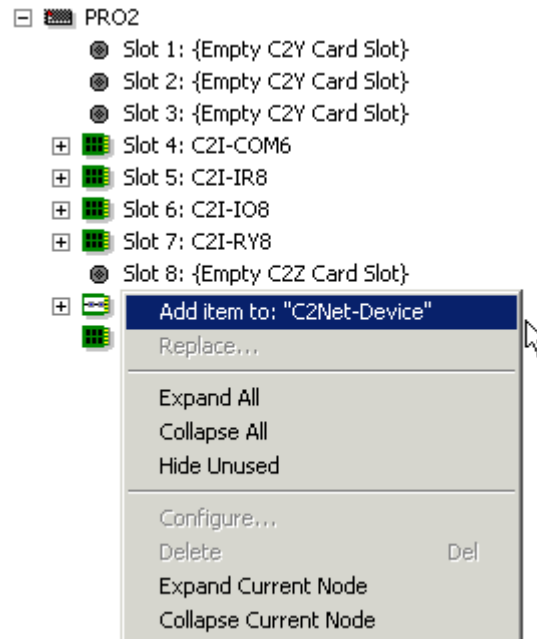 PRO2
Slot 1: {Empty C2Y Card Slot}
Slot 2: {Empty C2Y Card Slot}
Slot 3: {Empty C2Y Card Slot}
Slot 4: C2I-COM6
Slot 5: C2I-IR8
Slot 6: C2I-IO8
Slot 7: C2I-RY8
Slot 8: {Empty C2Z Card Slot}
Add item to: "C2Net-Device"
Replace...
Expand All
Collapse All
Hide Unused
Configure...
Delete Del
Expand Current Node
Collapse Current Node